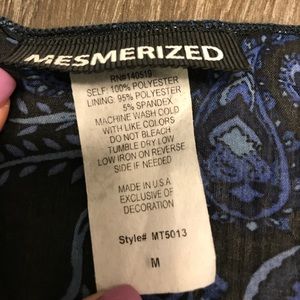 MESMERIZED
RN#140519
SELF: 100% POLYESTER
LINING: 95% POLYESTER
5% SPANDEX
MACHINE WASH COLD
WITH LIKE COLORS
DO NOT BLEACH
TUMBLE DRY LOW
LOW IRON ON REVERSE
SIDE IF NEEDED
MADE IN U.S.A
EXCLUSIVE OF
DECORATION
Style# MT5013
M